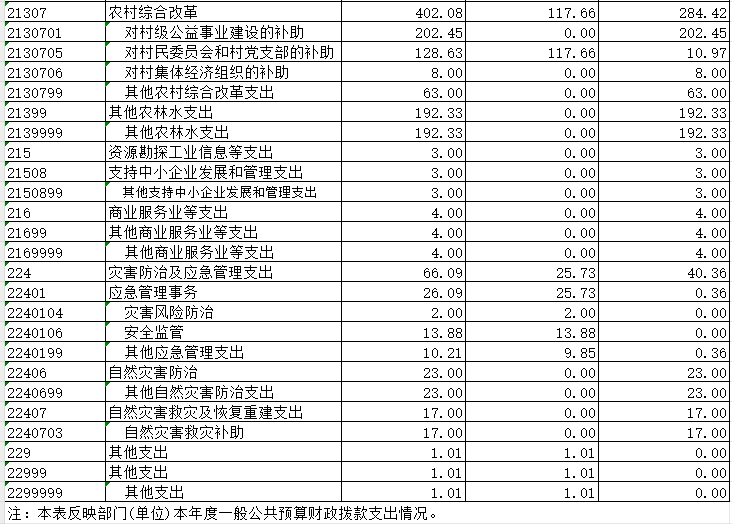 21307 农村综合改革 402.08 117.66 284.42
2130701 对村级公益事业建设的补助 202.45 0.00 202.45
2130705 对村民委员会和村党支部的补助 128.63 117.66 10.97
2130706 对村集体经济组织的补助 8.00 0.00 8.00
2130799 其他农村综合改革支出 63.00 0.00 63.00
21399 其他农林水支出 192.33 0.00 192.33
2139999 其他农林水支出 192.33 0.00 192.33
215 资源勘探工业信息等支出 3.00 0.00 3.00
21508 支持中小企业发展和管理支出 3.00 0.00 3.00
2150899 其他支持中小企业发展和管理支出 3.00 0.00 3.00
216 商业服务业等支出 4.00 0.00 4.00
21699 其他商业服务业等支出 4.00 0.00 4.00
2169999 其他商业服务业等支出 4.00 0.00 4.00
224 灾害防治及应急管理支出 66.09 25.73 40.36
22401 应急管理事务 26.09 25.73 0.36
2240104 灾害风险防治 2.00 2.00 0.00
2240106 安全监管 13.88 13.88 0.00
2240199 其他应急管理支出 10.21 9.85 0.36
22406 自然灾害防治 23.00 0.00 23.00
2240699 其他自然灾害防治支出 23.00 0.00 23.00
22407 自然灾害救灾及恢复重建支出 17.00 0.00 17.00
2240703 自然灾害救灾补助 17.00 0.00 17.00
229 其他支出 1.01 1.01 0.00
22999 其他支出 1.01 1.01 0.00
2299999 其他支出 1.01 1.01 0.00
注：本表反映部门(单位)本年度一般公共预算财政拨款支出情况。